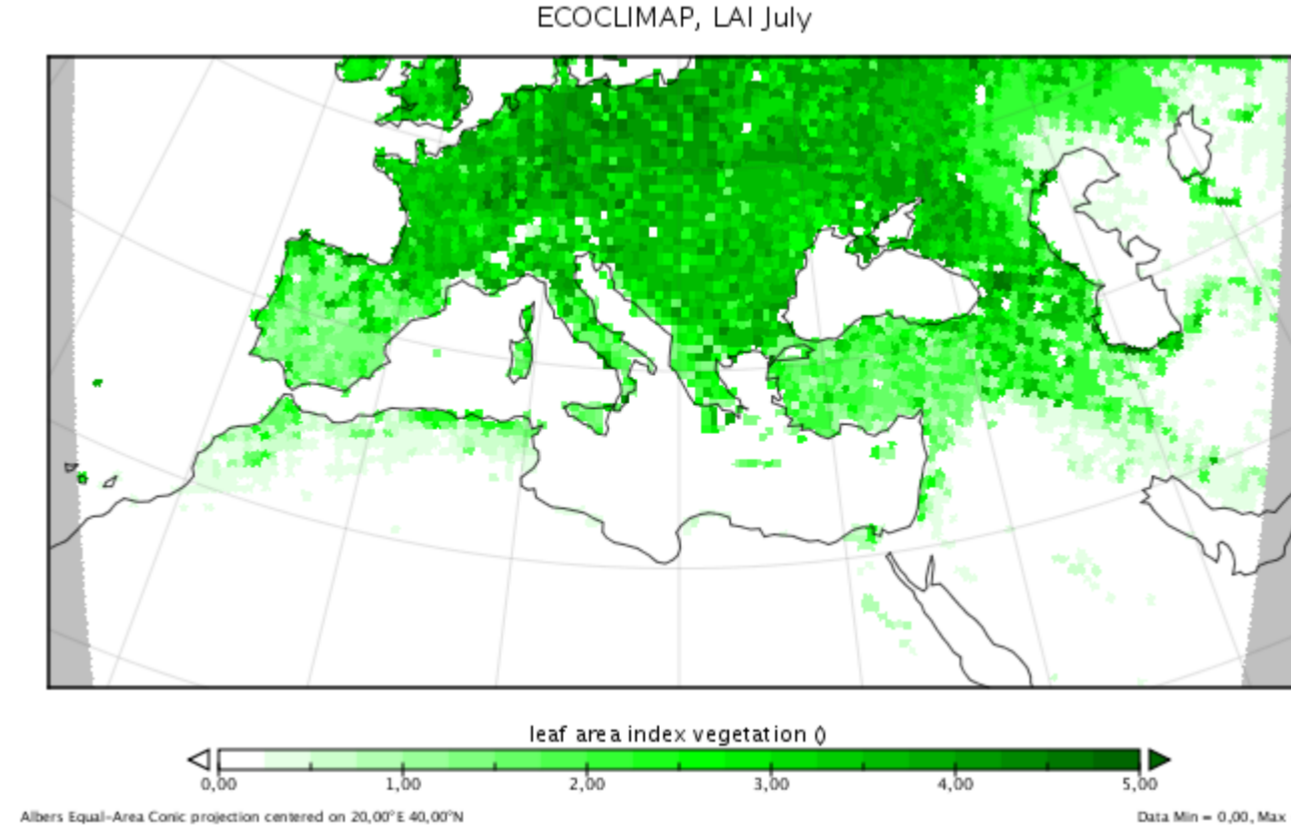 ECOCLIMAP, LAI July
leaf area index vegetation ()
0,00 1,00 2,00 3,00 4,00 5,00
Albers Equal-Area Conic projection centered on 20,00°E 40,00°N
Data Min = 0,00, Max